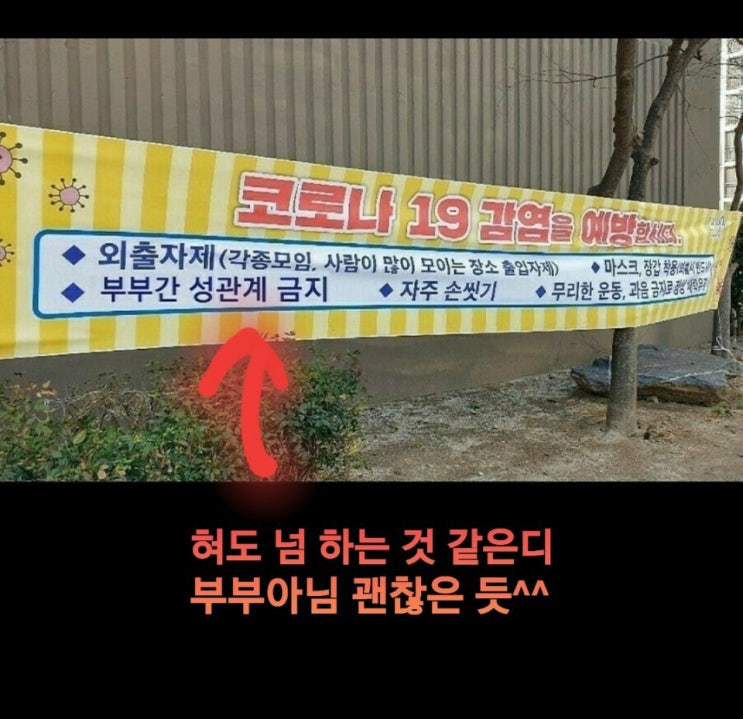 코로나 19 감염을 예방합시다.
◆ 외출자제(각종모임, 사람이 많이 모이는 장소 출입자제) ◆ 마스크, 장갑 착용
◆ 부부간 성관계 금지 ◆ 자주 손씻기 ◆ 무리한 운동, 과음 금지로
혀도 넘 하는 것 같은디
부부아님 괜찮은 듯^^